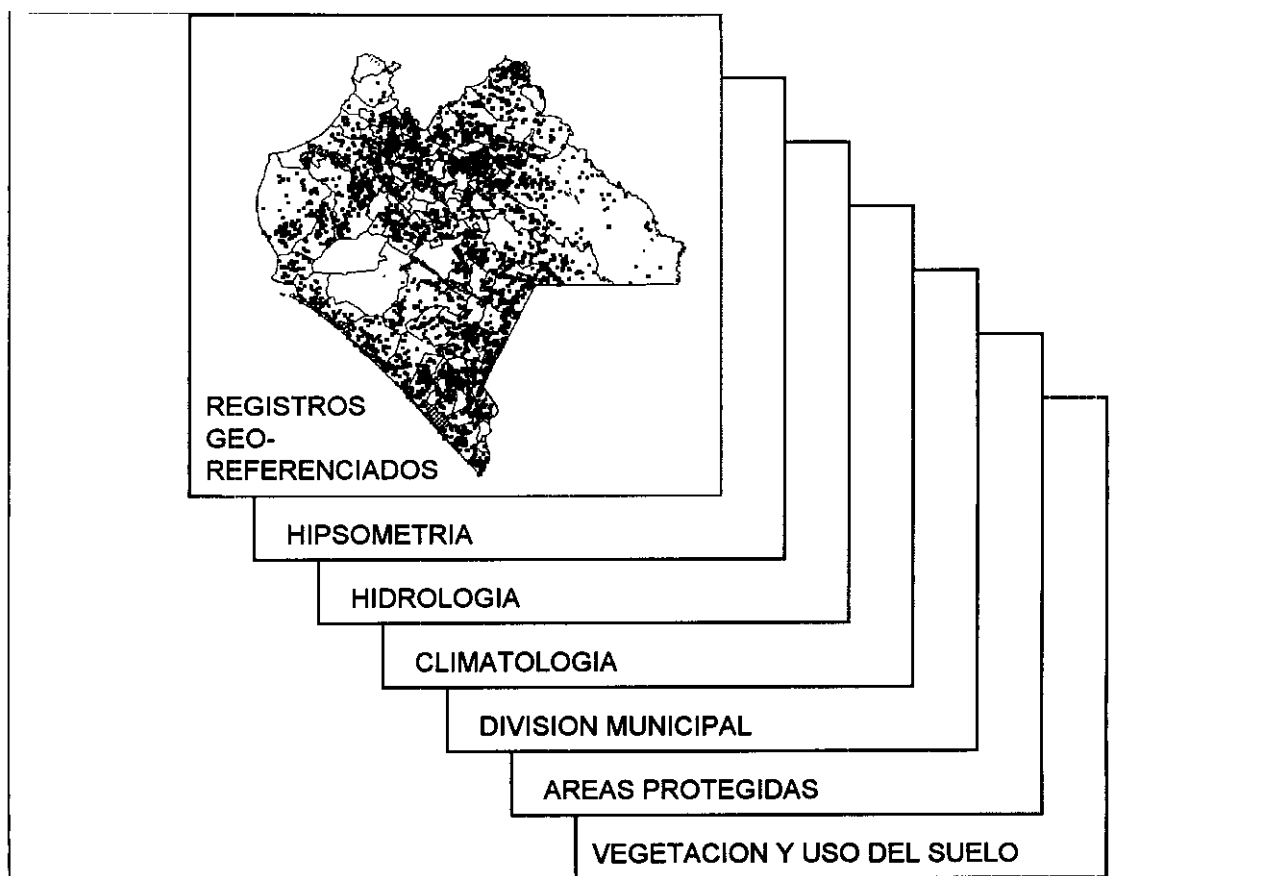 REGISTROS
GEO-
REFERENCIADOS
HIPSOMETRIA
HIDROLOGIA
CLIMATOLOGIA
DIVISION MUNICIPAL
AREAS PROTEGIDAS
VEGETACION Y USO DEL SUELO